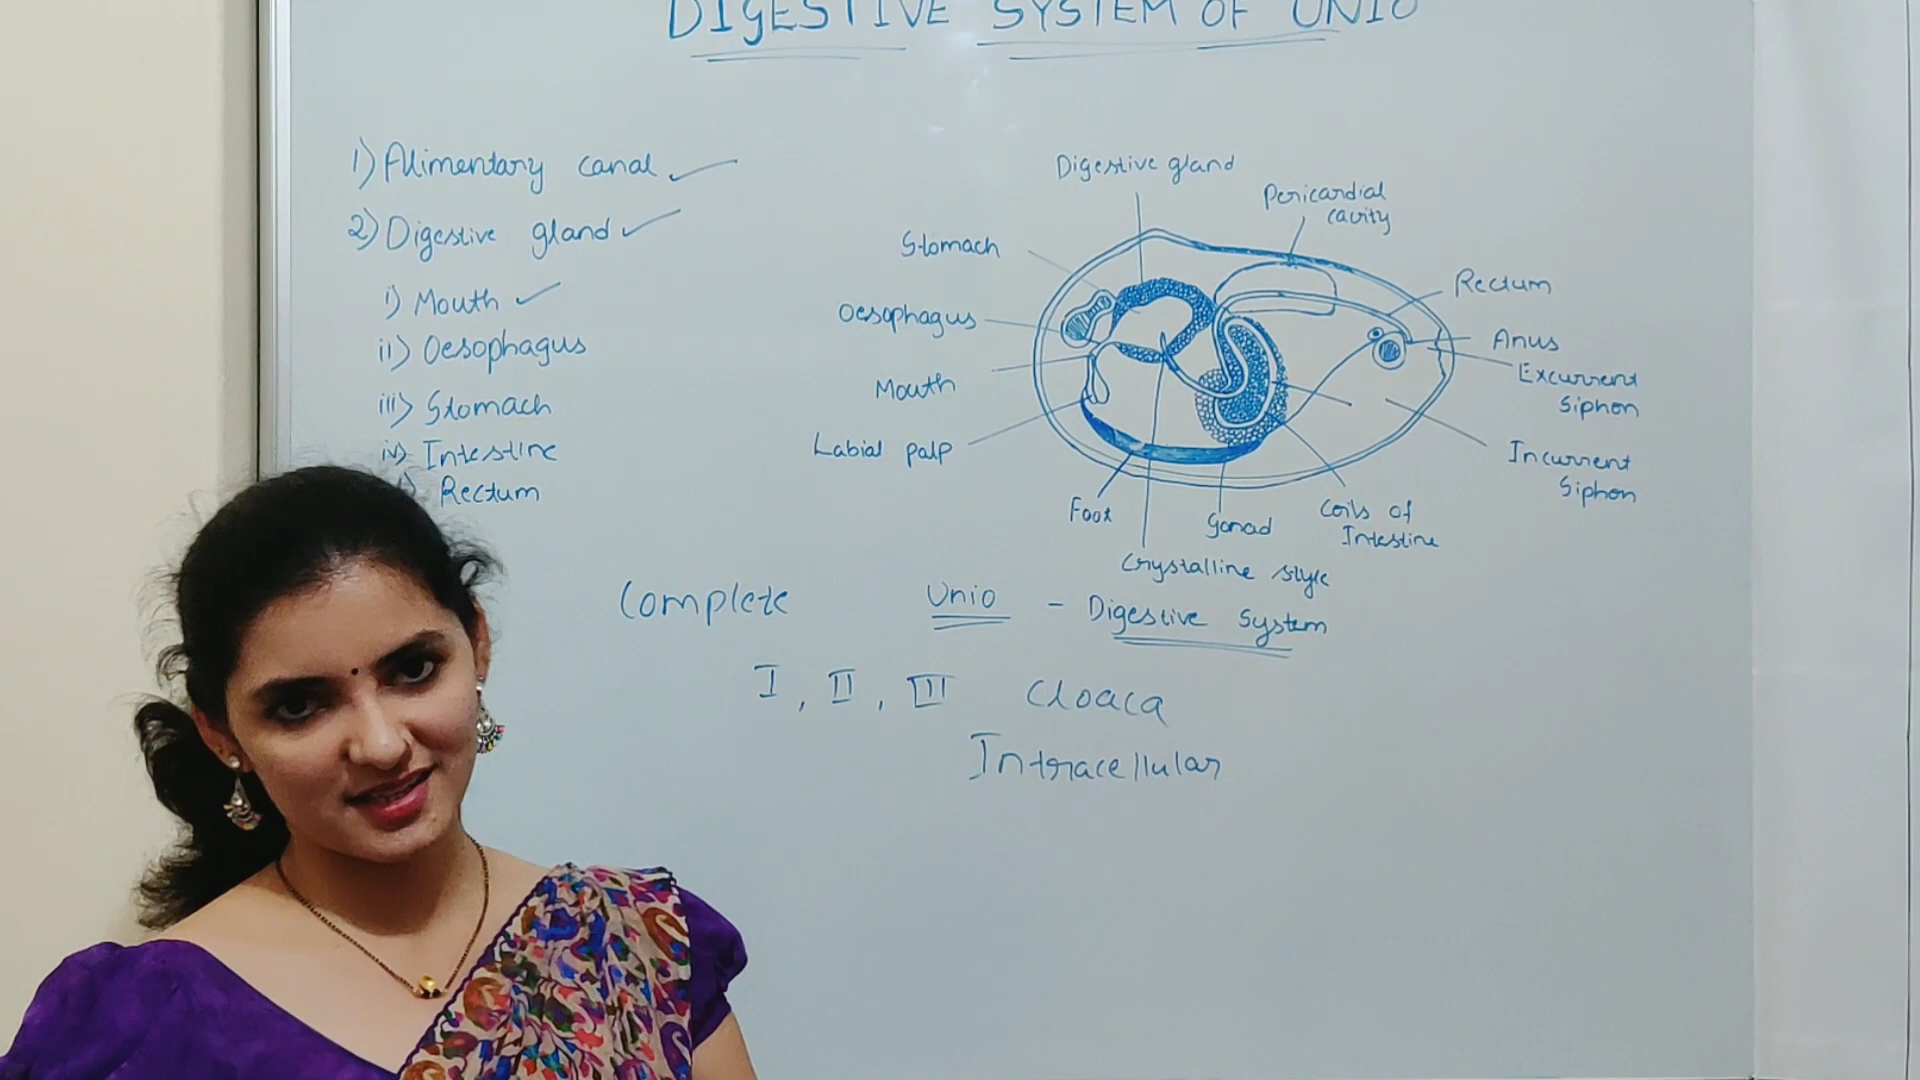 DIGESTIVE SYSTEM OF UNIO
1) Alimentary canal
2) Digestive gland
i) Mouth
ii) Oesophagus
iii) Stomach
iv) Intestine
Rectum
Digestive gland
Pericardial
cavity
Stomach
Rectum
Oesophagus
Anus
Excurrent
Siphon
Mouth
Labial palp
Incurrent
Siphon
Foot
Gonad
Coils of
Intestine
Crystalline style
Complete
Unio - Digestive System
I, II, III Cloaca
Intracellular